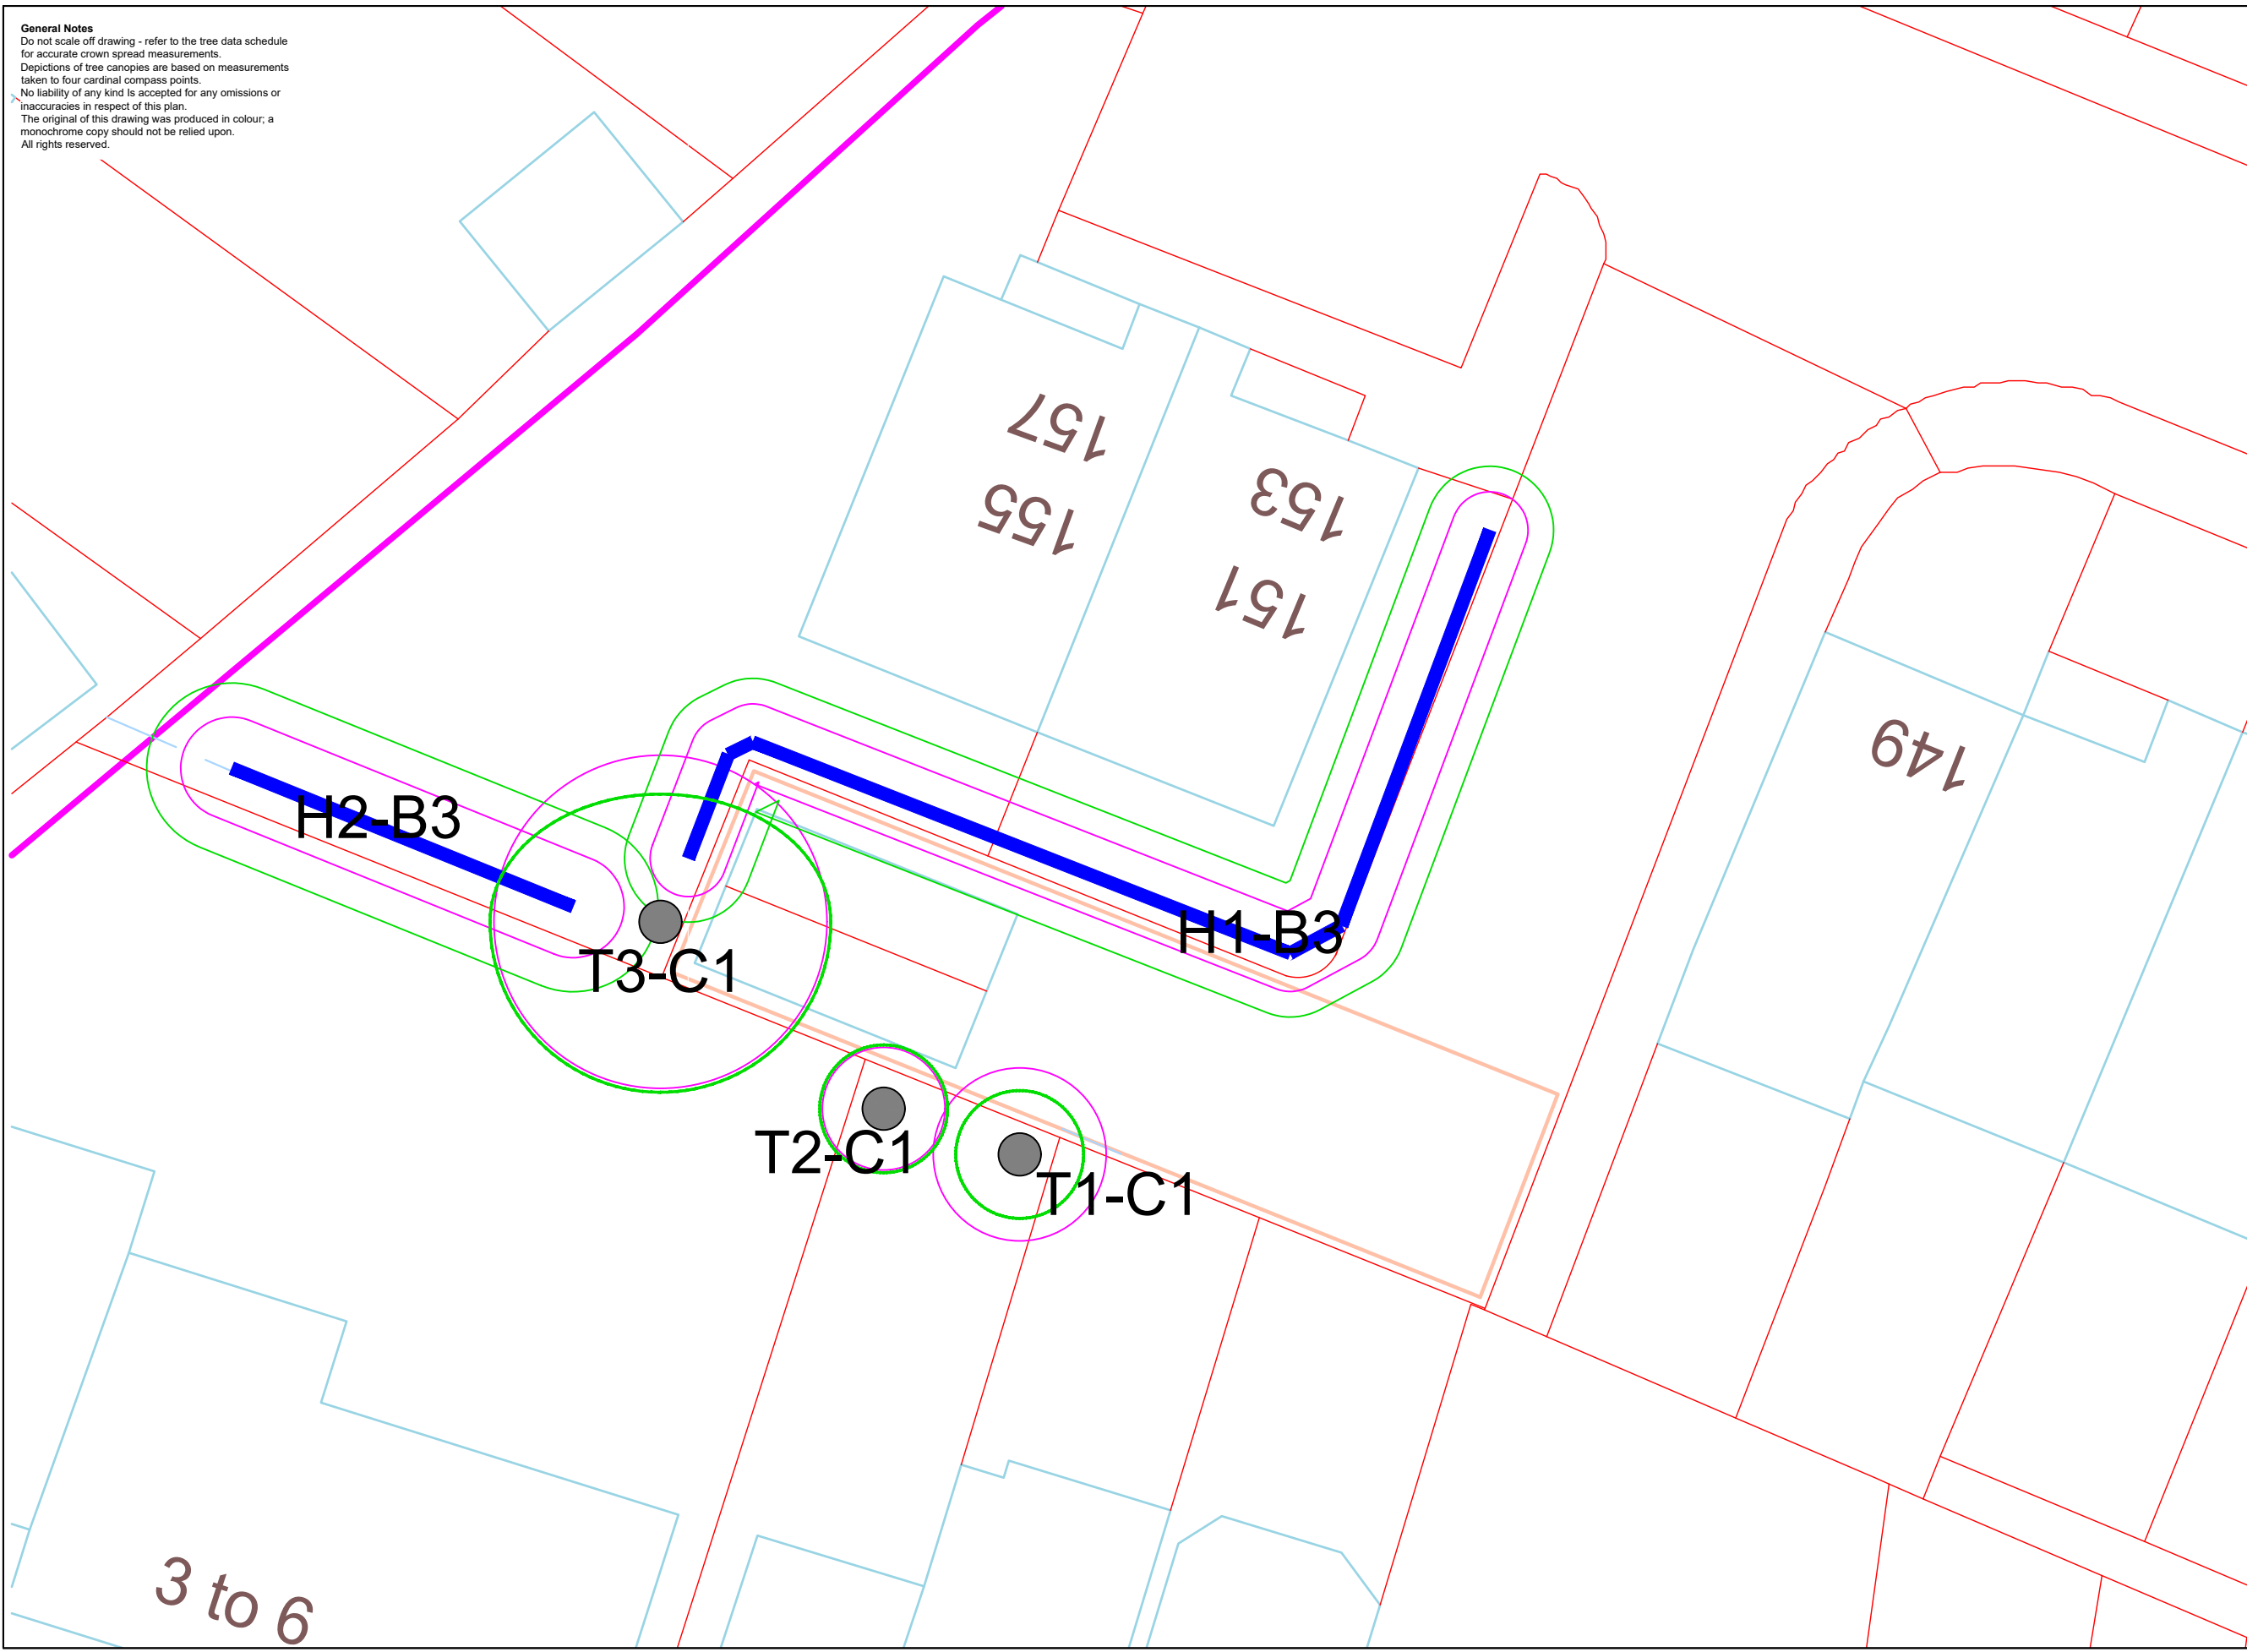 General Notes
Do not scale off drawing - refer to the tree data schedule
for accurate crown spread measurements.
Depictions of tree canopies are based on measurements
taken to four cardinal compass points.
No liability of any kind Is accepted for any omissions or
inaccuracies in respect of this plan.
The original of this drawing was produced in colour; a
monochrome copy should not be relied upon.
All rights reserved.
157
155
153
151
149
H2-B3
H1-B3
T3-C1
T2-C1
T1-C1
3 to 6